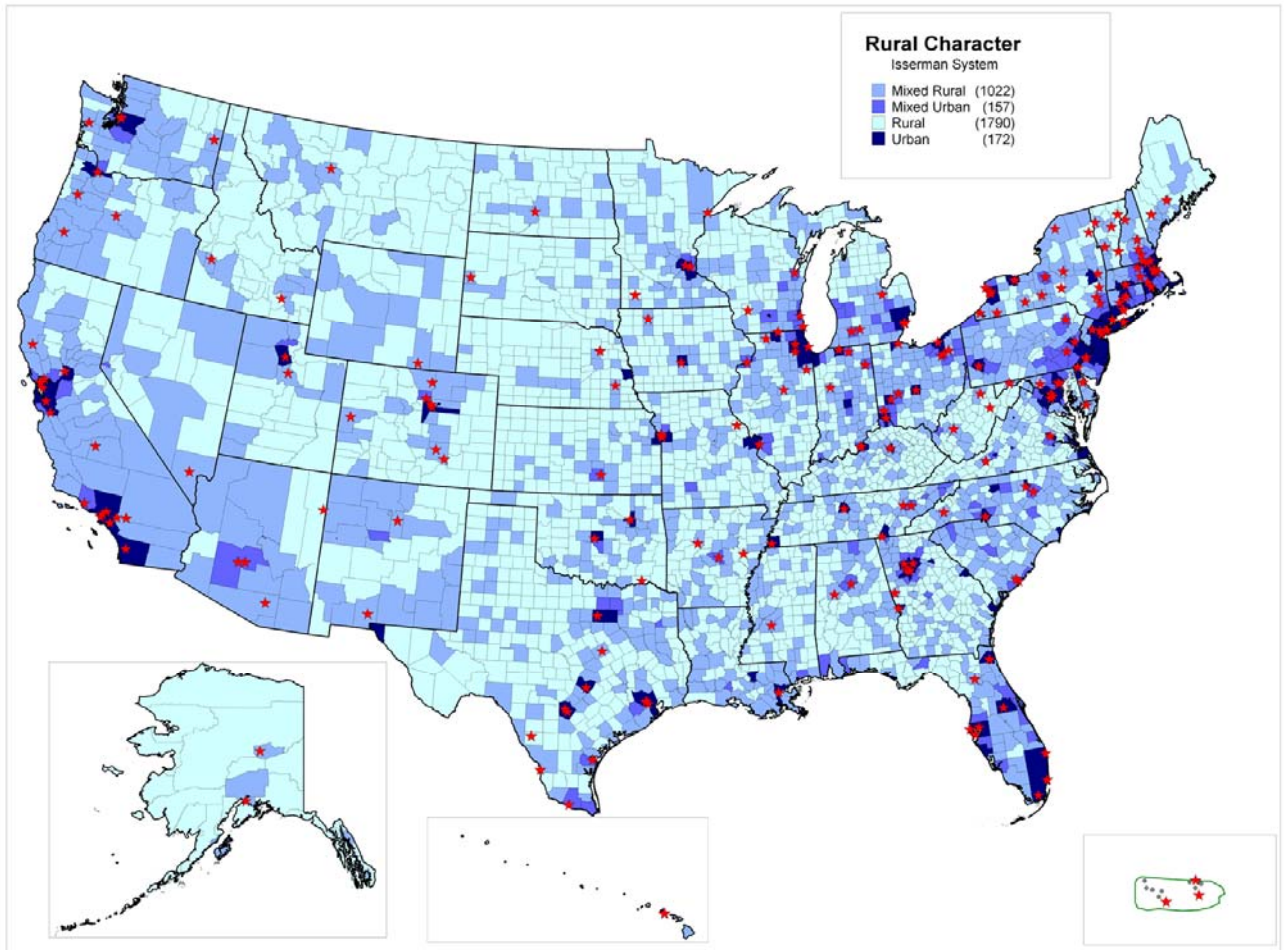 Rural Character
Isserman System
Mixed Rural (1022)
Mixed Urban (157)
Rural (1790)
Urban (172)